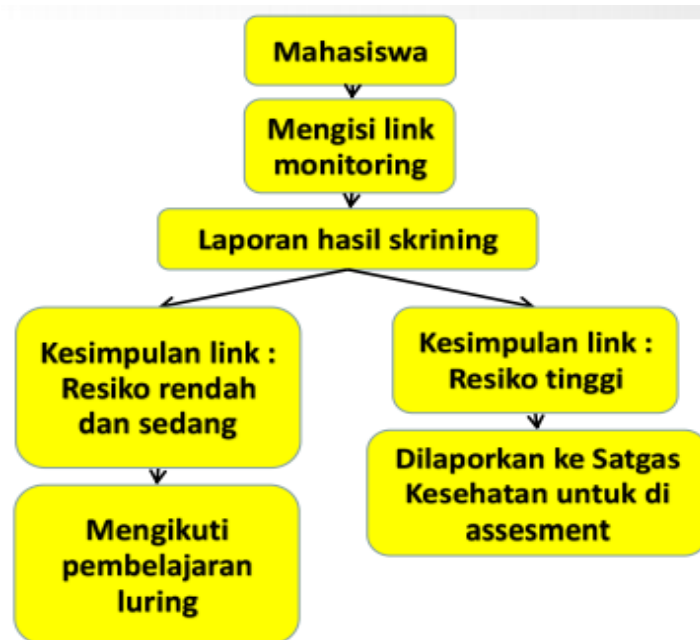 Mahasiswa
Mengisi link
monitoring
Laporan hasil skrining
Kesimpulan link :
Resiko rendah
dan sedang
Mengikuti
pembelajaran
luring
Kesimpulan link :
Resiko tinggi
Dilaporkan ke Satgas
Kesehatan untuk di
assesment